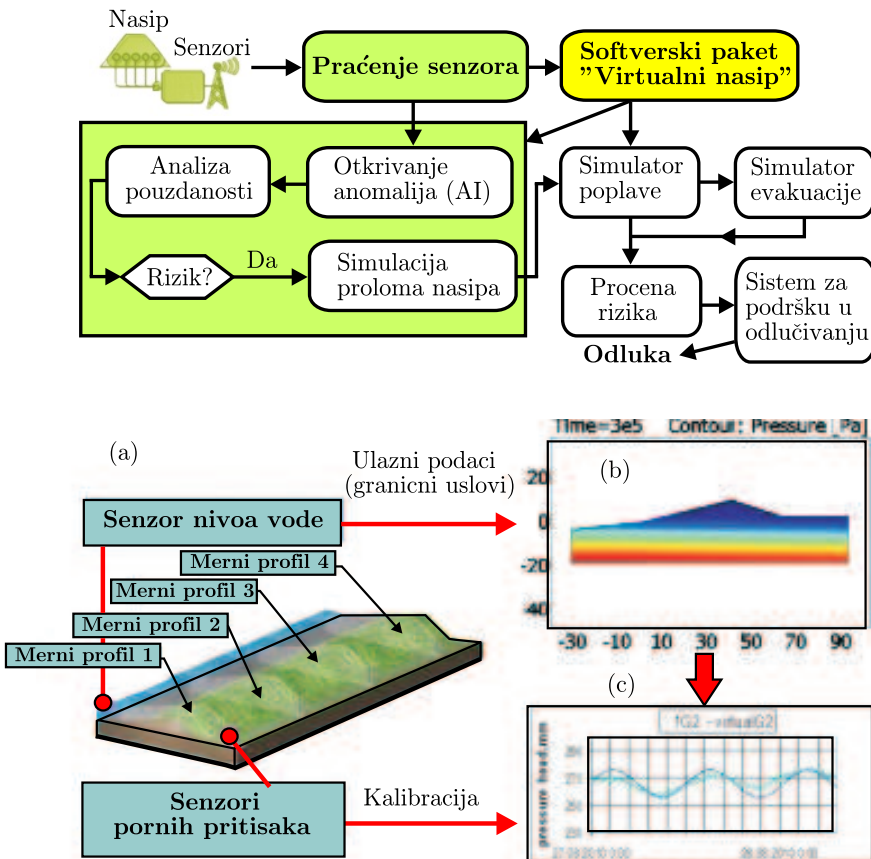 Nasip
Senzori
Praćenje senzora
Softverski paket
"Virtualni nasip"
Analiza
pouzdanosti
Otkrivanje
anomalija (AI)
Simulator
poplave
Simulator
evakuacije
Rizik?
Da
Simulacija
proloma nasipa
Procena
rizika
Sistem za
podršku u
odlučivanju
Odluka
(a)
Ulazni podaci
(granicni uslovi)
Senzor nivoa vode
Merni profil 4
Merni profil 3
Merni profil 2
Merni profil 1
Senzori
pornih pritisaka
Kalibracija
Time=3e5 Contour: Pressure [Pa]
(b)
20
0
-20
-40
-30 -10 10 30 50 70 90
(c)
pressure head.mm